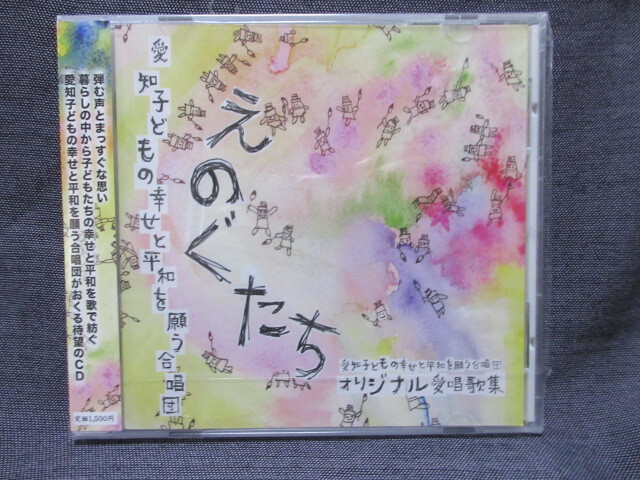 弾む声とまっすぐな思い
暮らしの中から子どもたちの幸せと平和を歌で紡ぐ
愛知子どもの幸せと平和を願う合唱団がおくる待望のCD
定価1,500円
愛知子どもの幸せと平和を願う合唱団
えのぐたち
愛知子どもの幸せと平和を願う合唱団
オリジナル愛唱歌集